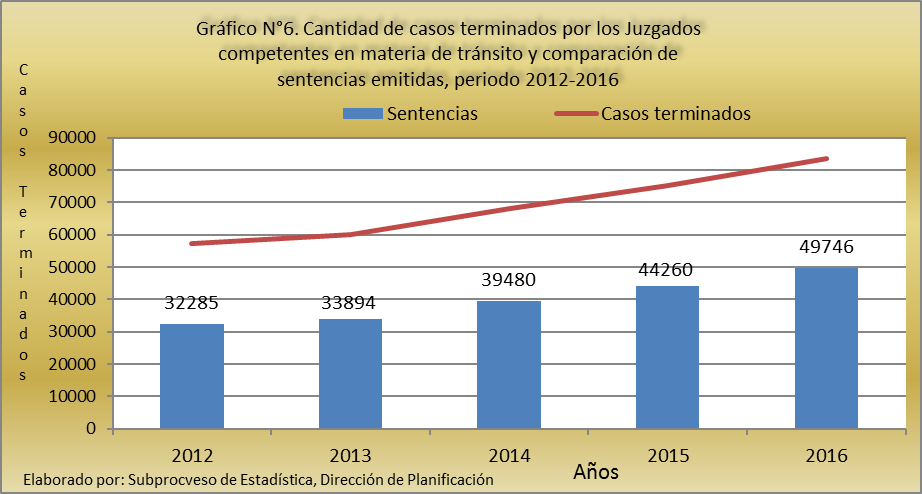 Gráfico N°6. Cantidad de casos terminados por los Juzgados
competentes en materia de tránsito y comparación de
sentencias emitidas, periodo 2012-2016
Sentencias
Casos terminados
Casos Terminados
90000
80000
70000
60000
50000
40000
30000
20000
10000
0
32285
33894
39480
44260
49746
2012
2013
2014
2015
2016
Años
Elaborado por: Subprocveso de Estadística, Dirección de Planificación